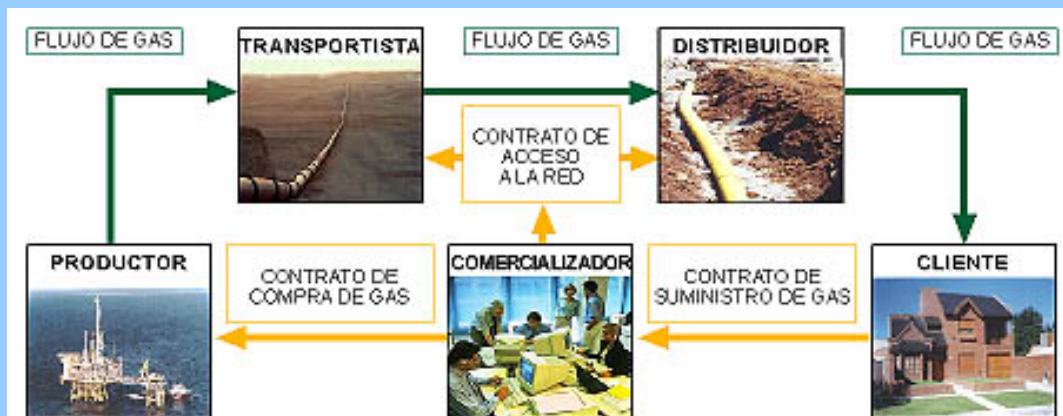 FLUJO DE GAS
TRANSPORTISTA
FLUJO DE GAS
DISTRIBUIDOR
FLUJO DE GAS
CONTRATO DE
ACCESO
A LA RED
PRODUCTOR
CONTRATO DE
COMPRA DE GAS
COMERCIALIZADOR
CONTRATO DE
SUMINISTRO DE GAS
CLIENTE